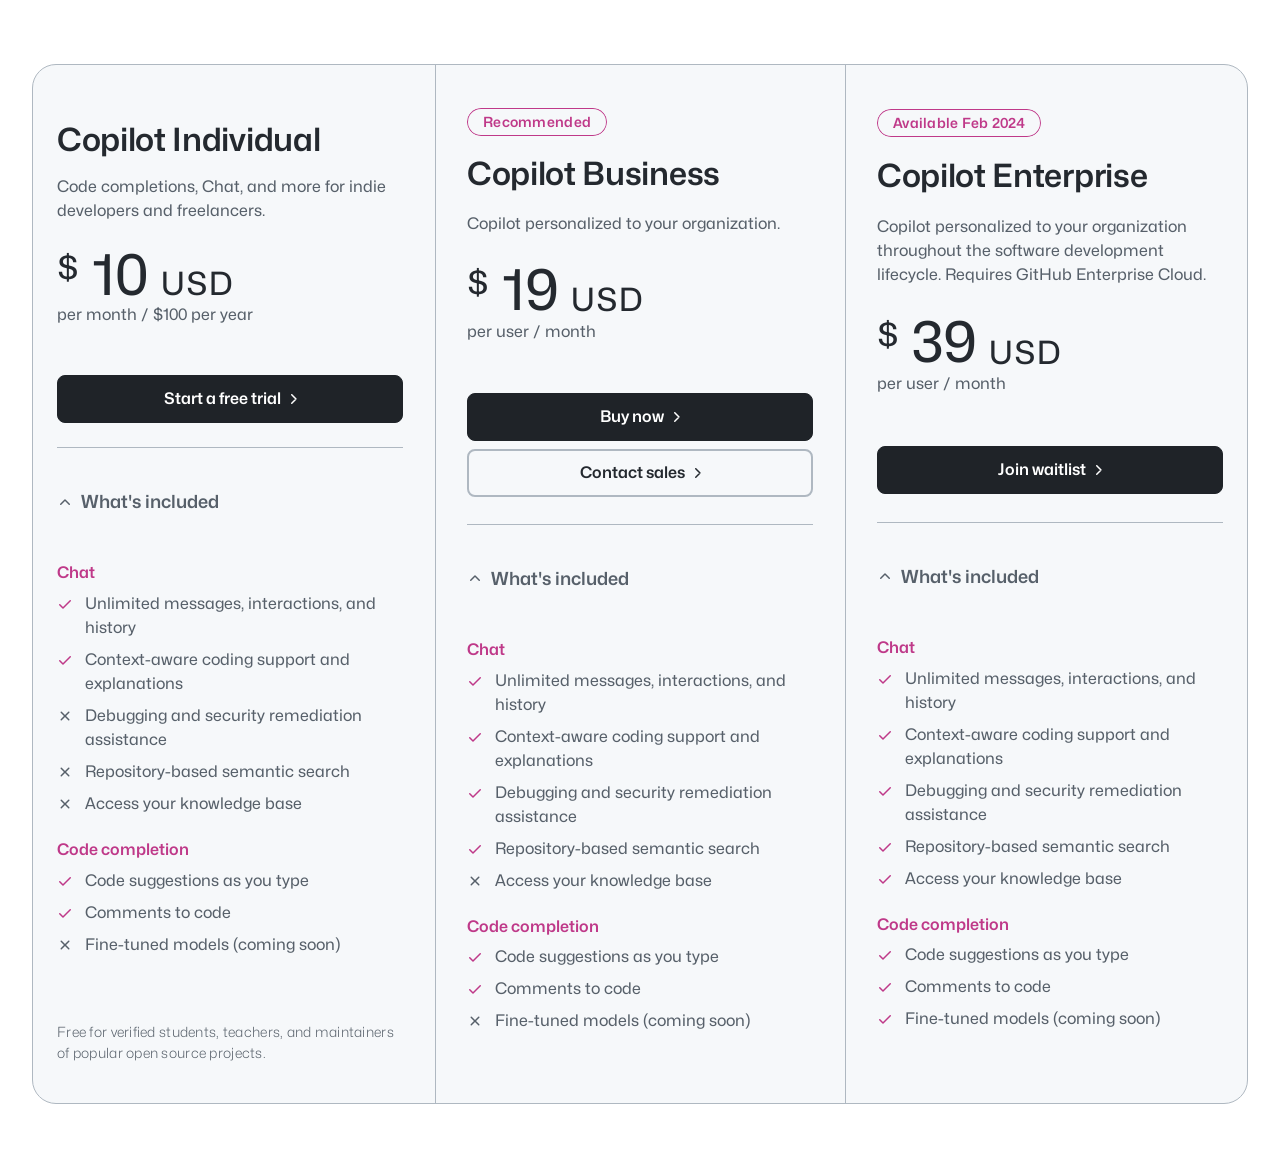 Copilot Individual
Code completions, Chat, and more for indie
developers and freelancers.
$ 10 USD
per month / $100 per year
Start a free trial
What's included
Chat
Unlimited messages, interactions, and
history
Context-aware coding support and
explanations
Debugging and security remediation
assistance
Repository-based semantic search
Access your knowledge base
Code completion
Code suggestions as you type
Comments to code
Fine-tuned models (coming soon)
Free for verified students, teachers, and maintainers
of popular open source projects.
Recommended
Copilot Business
Copilot personalized to your organization.
$ 19 USD
per user / month
Buy now
Contact sales
What's included
Chat
Unlimited messages, interactions, and
history
Context-aware coding support and
explanations
Debugging and security remediation
assistance
Repository-based semantic search
Access your knowledge base
Code completion
Code suggestions as you type
Comments to code
Fine-tuned models (coming soon)
Available Feb 2024
Copilot Enterprise
Copilot personalized to your organization
throughout the software development
lifecycle. Requires GitHub Enterprise Cloud.
$ 39 USD
per user / month
Join waitlist
What's included
Chat
Unlimited messages, interactions, and
history
Context-aware coding support and
explanations
Debugging and security remediation
assistance
Repository-based semantic search
Access your knowledge base
Code completion
Code suggestions as you type
Comments to code
Fine-tuned models (coming soon)